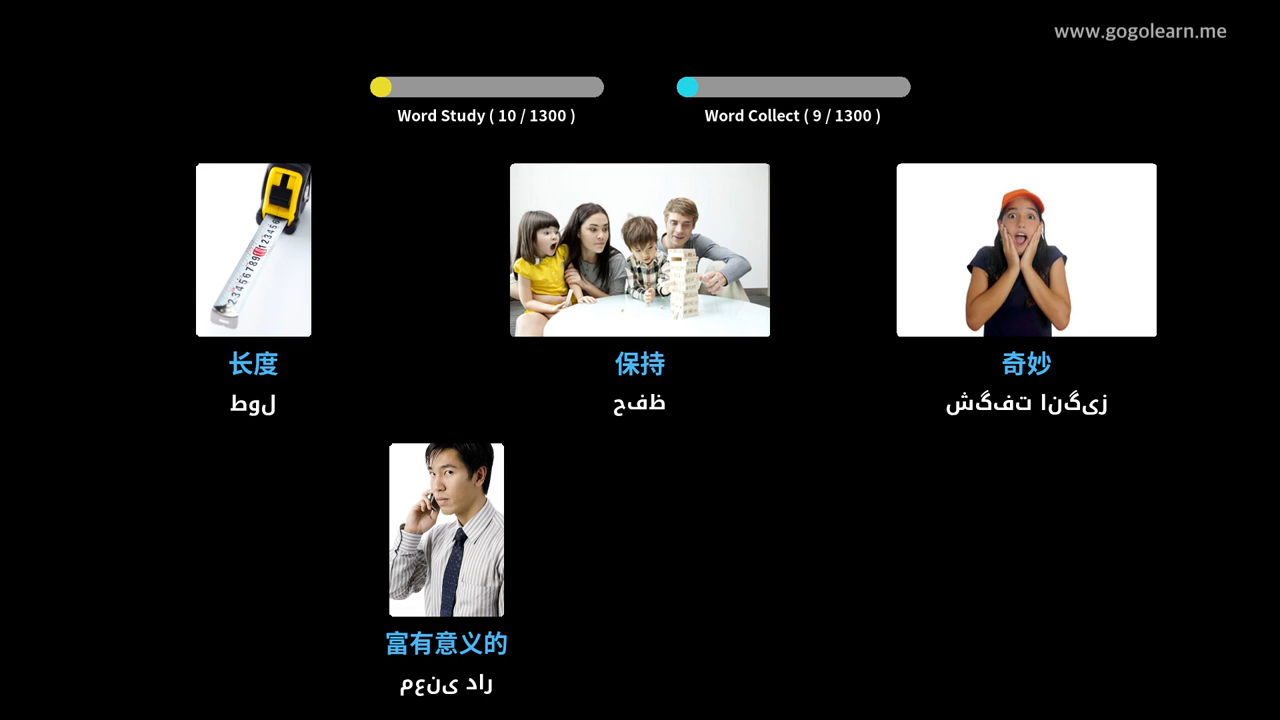 www.gogolearn.me
Word Study ( 10 / 1300 )
Word Collect ( 9 / 1300 )
长度
保持
奇妙
طول
حفظ
شگفت انگیز
富有意义的
معنی دار